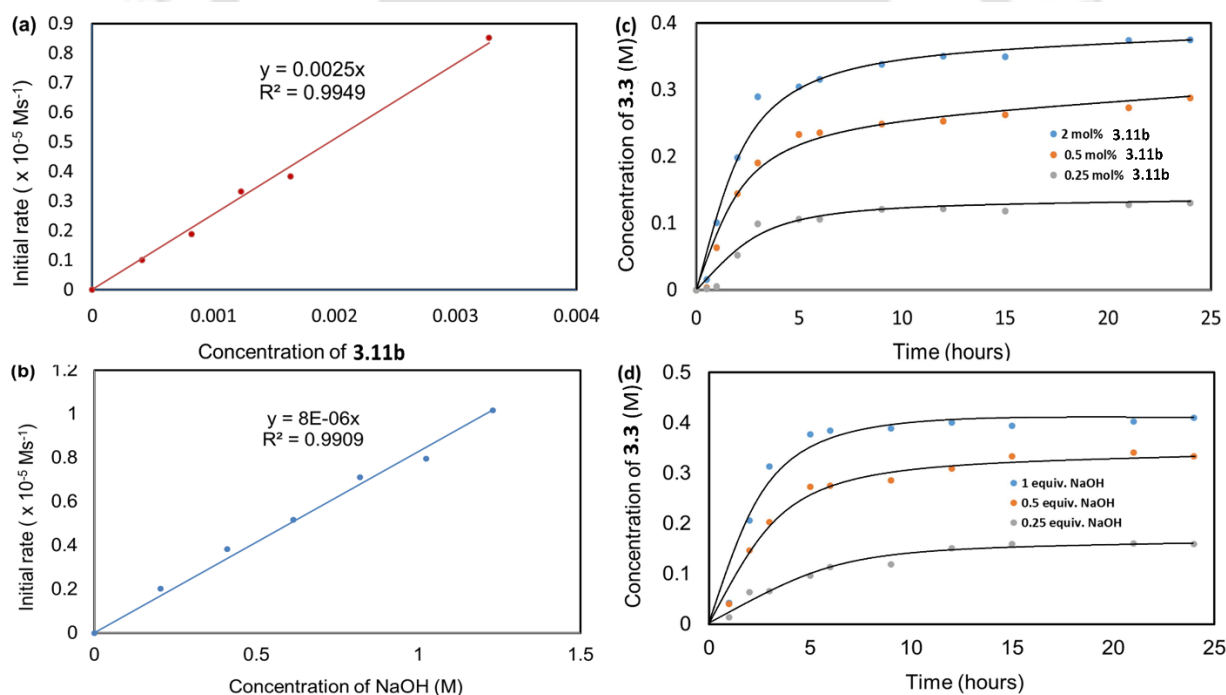 (a)
Initial rate ( x 10⁻⁵ Ms⁻¹)
0.9
0.8
0.7
0.6
0.5
0.4
0.3
0.2
0.1
0
y = 0.0025x
R² = 0.9949
0 0.001 0.002 0.003 0.004
Concentration of 3.11b
(b)
Initial rate ( x 10⁻⁵ Ms⁻¹)
1.2
1
0.8
0.6
0.4
0.2
0
y = 8E-06x
R² = 0.9909
0 0.5 1 1.5
Concentration of NaOH (M)
(c)
Concentration of 3.3 (M)
0.4
0.3
0.2
0.1
0
2 mol% 3.11b
0.5 mol% 3.11b
0.25 mol% 3.11b
0 5 10 15 20 25
Time (hours)
(d)
Concentration of 3.3 (M)
0.5
0.4
0.3
0.2
0.1
0
1 equiv. NaOH
0.5 equiv. NaOH
0.25 equiv. NaOH
0 5 10 15 20 25
Time (hours)